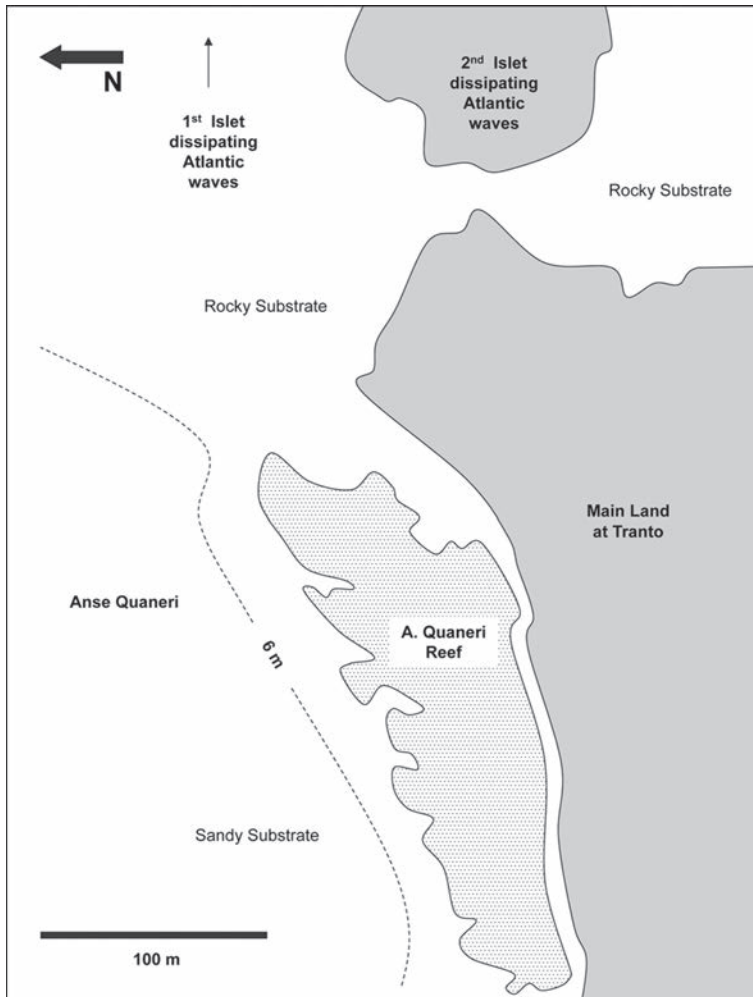 N
1st Islet
dissipating
Atlantic
waves
2nd Islet
dissipating
Atlantic
waves
Rocky Substrate
Rocky Substrate
Main Land
at Tranto
Anse Quaneri
A. Quaneri
Reef
6 m
Sandy Substrate
100 m